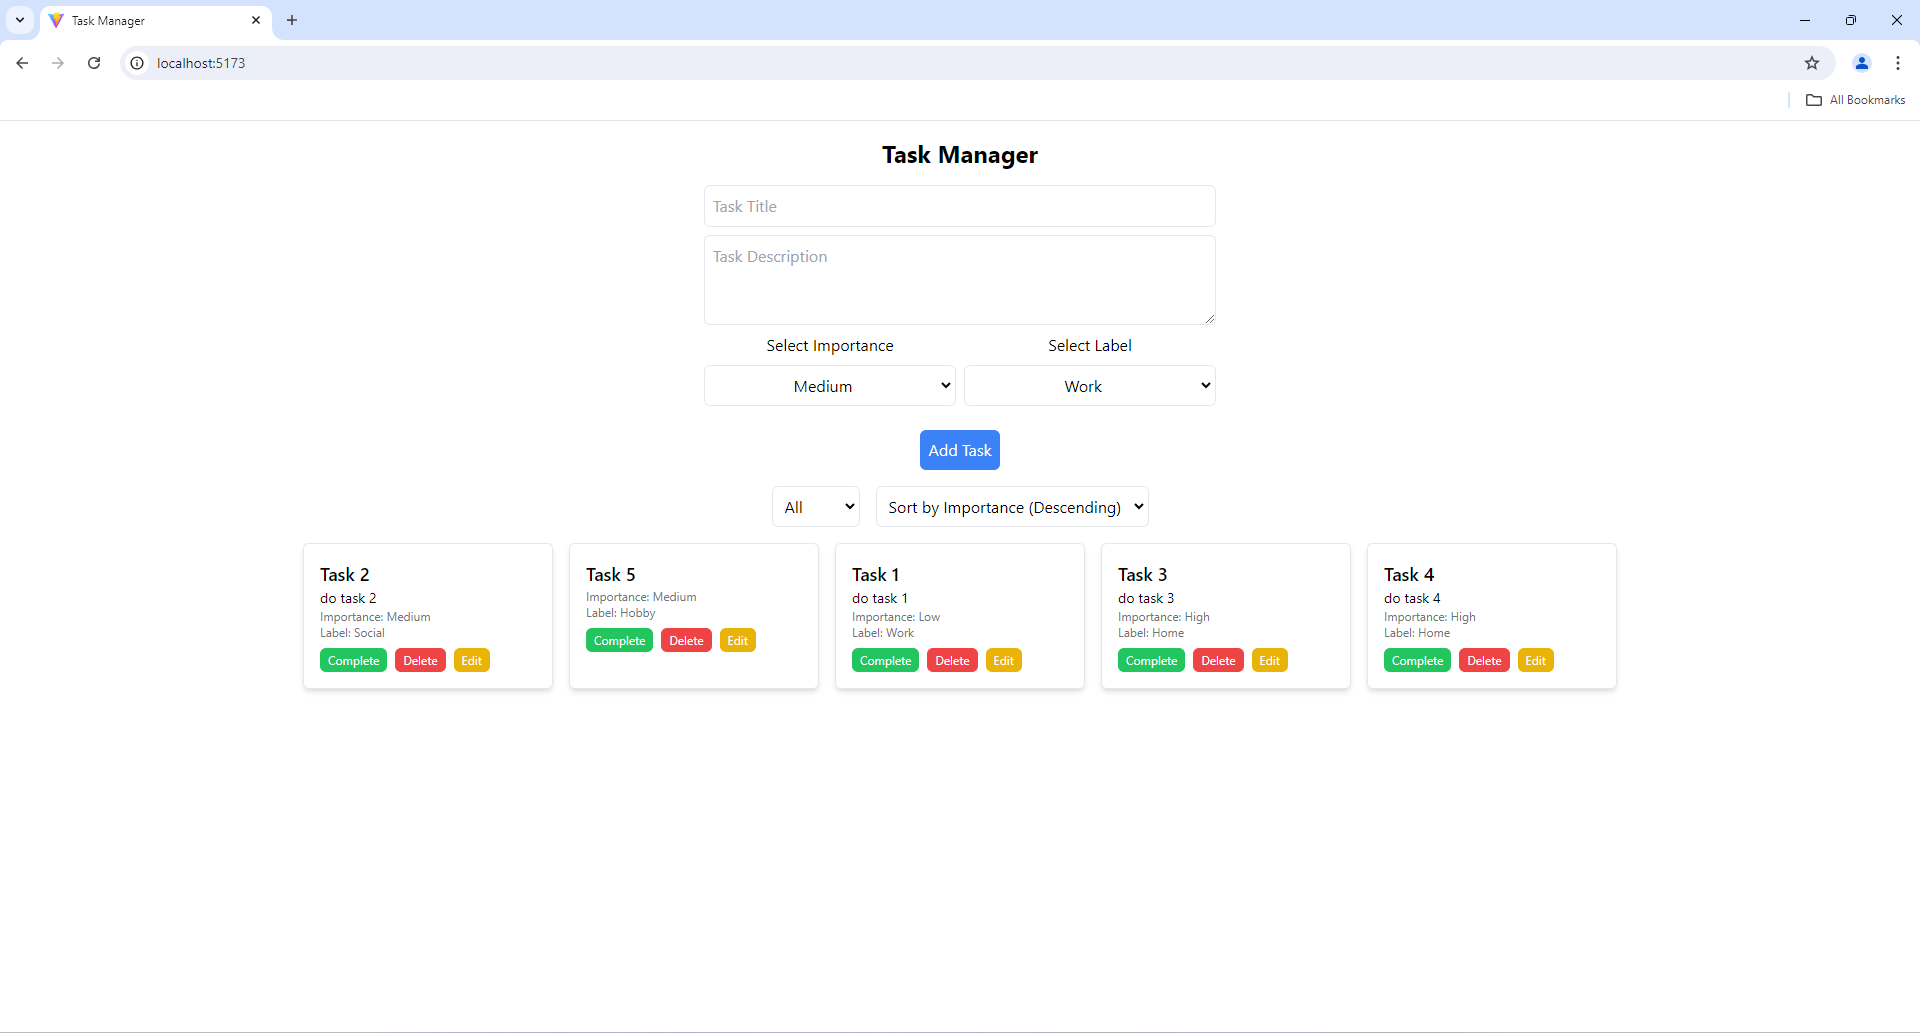 Task Manager
localhost:5173
All Bookmarks
Task Manager
Task Title
Task Description
Select Importance
Select Label
Medium
Work
Add Task
All
Sort by Importance (Descending)
Task 2
do task 2
Importance: Medium
Label: Social
Complete
Delete
Edit
Task 5
Importance: Medium
Label: Hobby
Complete
Delete
Edit
Task 1
do task 1
Importance: Low
Label: Work
Complete
Delete
Edit
Task 3
do task 3
Importance: High
Label: Home
Complete
Delete
Edit
Task 4
do task 4
Importance: High
Label: Home
Complete
Delete
Edit